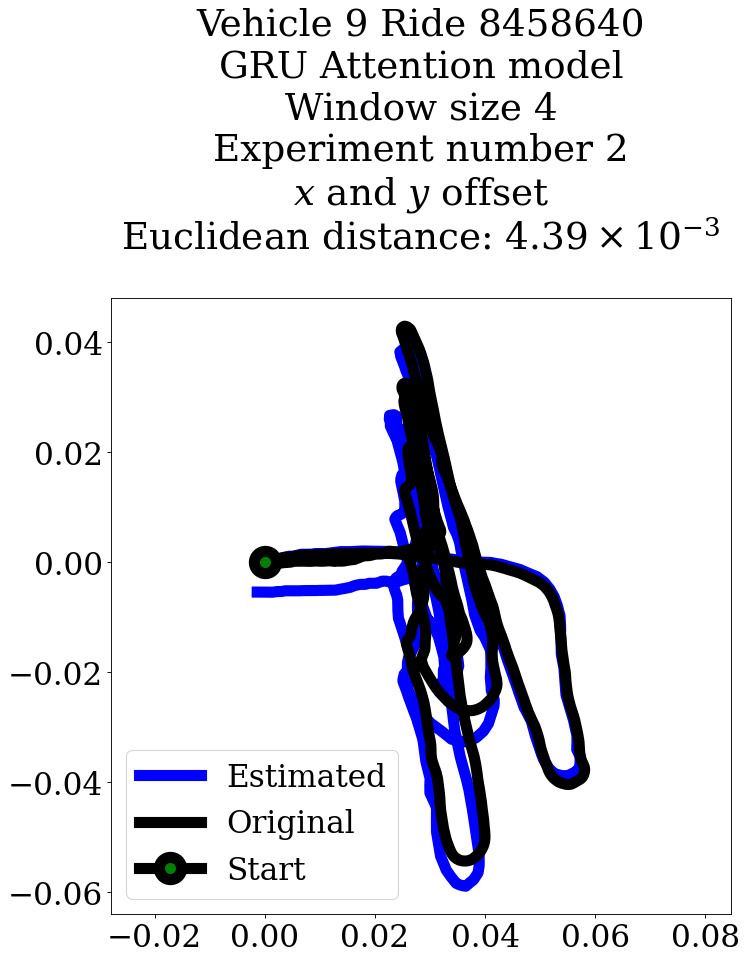 Vehicle 9 Ride 8458640
GRU Attention model
Window size 4
Experiment number 2
x and y offset
Euclidean distance: 4.39 × 10⁻³
0.04
0.02
0.00
−0.02
−0.04
−0.06
Estimated
Original
Start
−0.02 0.00 0.02 0.04 0.06 0.08